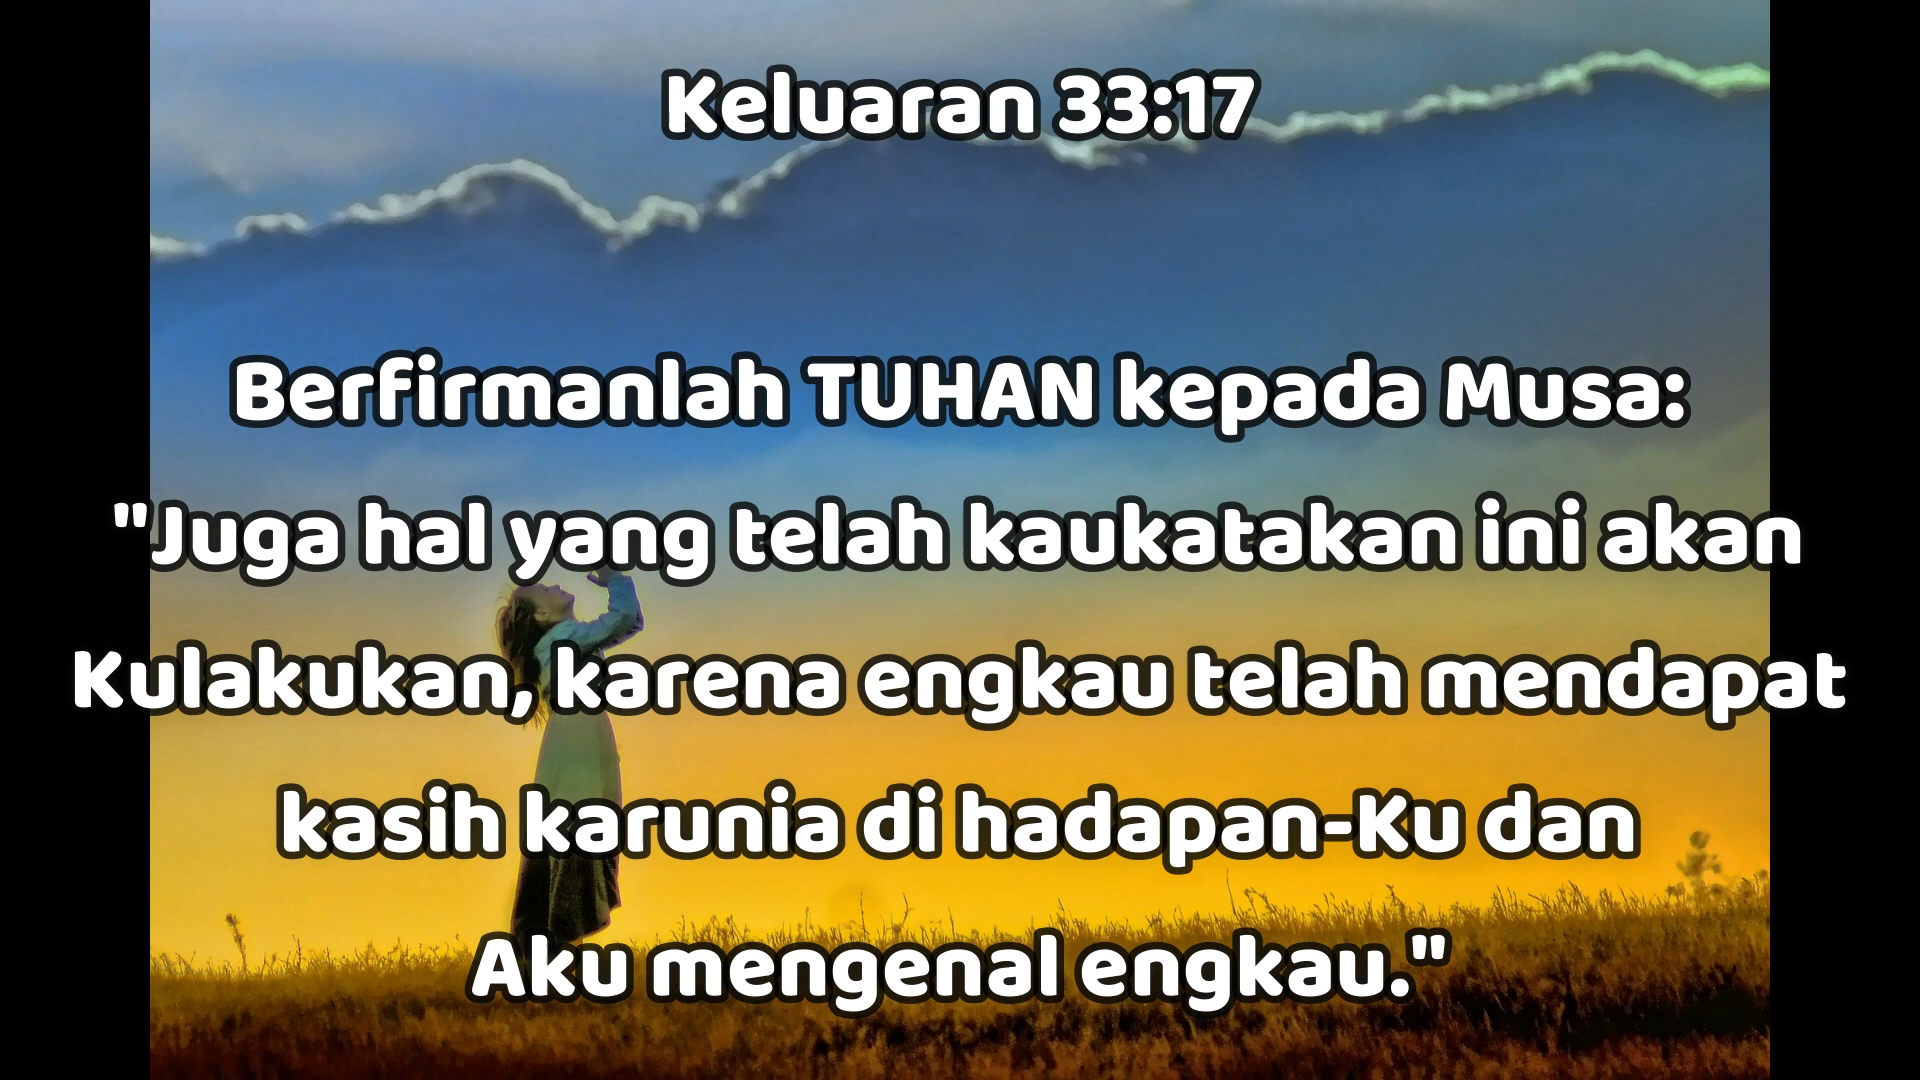 Keluaran 33:17
Berfirmanlah TUHAN kepada Musa:
"Juga hal yang telah kaukatakan ini akan
Kulakukan, karena engkau telah mendapat
kasih karunia di hadapan-Ku dan
Aku mengenal engkau."